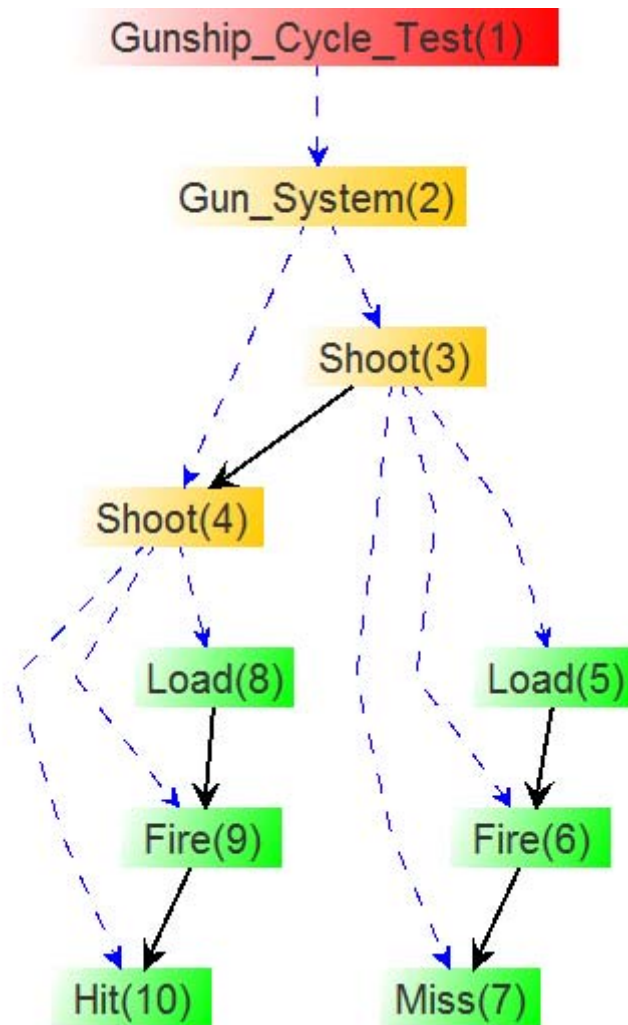 Gunship_Cycle_Test(1)
Gun_System(2)
Shoot(3)
Shoot(4)
Load(8)
Load(5)
Fire(9)
Fire(6)
Hit(10)
Miss(7)